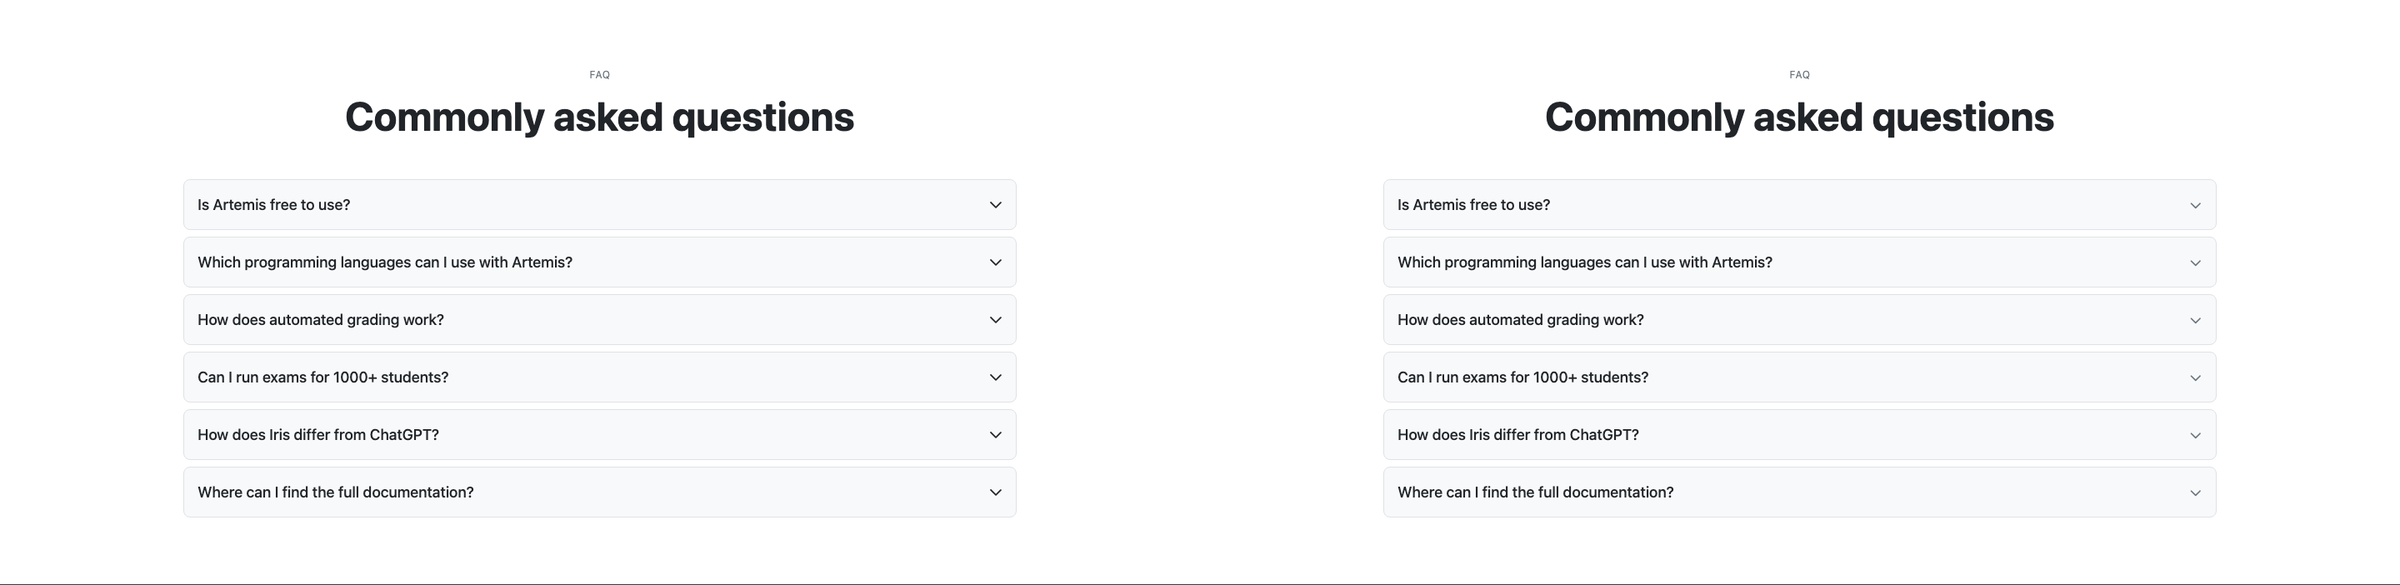 FAQ
Commonly asked questions
Is Artemis free to use?
Which programming languages can I use with Artemis?
How does automated grading work?
Can I run exams for 1000+ students?
How does Iris differ from ChatGPT?
Where can I find the full documentation?
FAQ
Commonly asked questions
Is Artemis free to use?
Which programming languages can I use with Artemis?
How does automated grading work?
Can I run exams for 1000+ students?
How does Iris differ from ChatGPT?
Where can I find the full documentation?